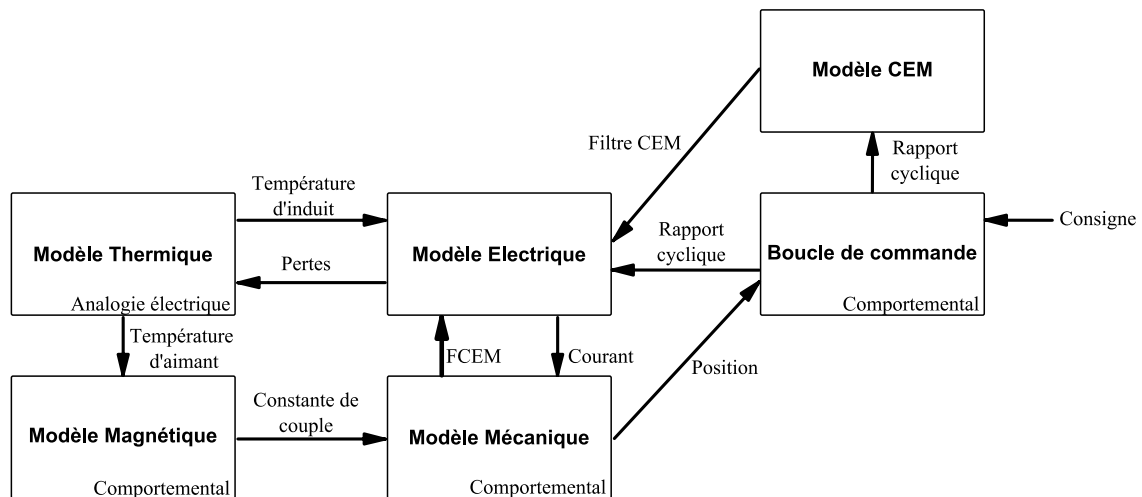 Modèle CEM
Filtre CEM
Rapport
cyclique
Température
d'induit
Rapport
cyclique
Consigne
Modèle Thermique
Modèle Electrique
Boucle de commande
Pertes
Analogie électrique
Comportemental
Température
d'aimant
FCEM
Courant
Position
Constante de
couple
Modèle Magnétique
Modèle Mécanique
Comportemental
Comportemental